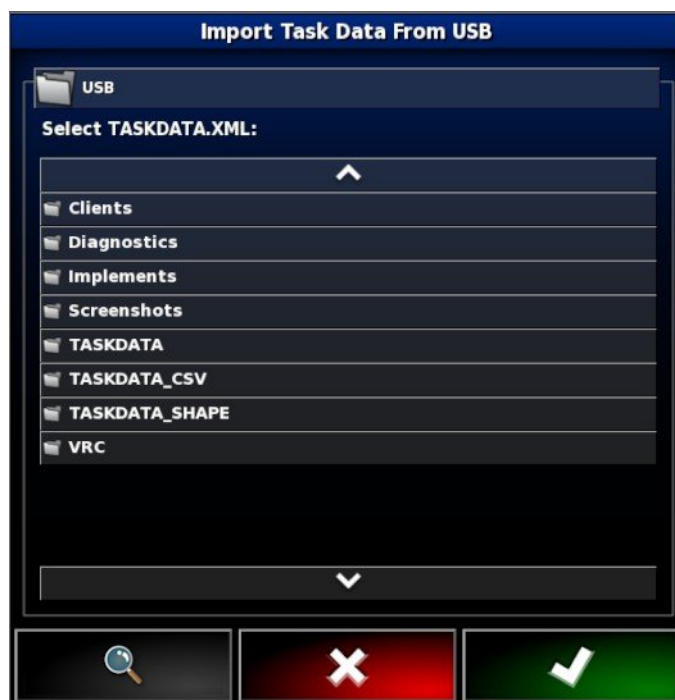 Import Task Data From USB
USB
Select TASKDATA.XML:
Clients
Diagnostics
Implements
Screenshots
TASKDATA
TASKDATA_CSV
TASKDATA_SHAPE
VRC